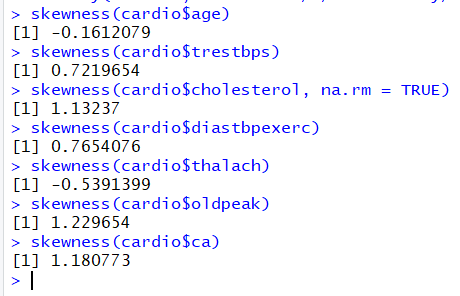 > skewness(cardio$age)
[1] -0.1612079
> skewness(cardio$trestbps)
[1] 0.7219654
> skewness(cardio$cholesterol, na.rm = TRUE)
[1] 1.13237
> skewness(cardio$diastbpexerc)
[1] 0.7654076
> skewness(cardio$thalach)
[1] -0.5391399
> skewness(cardio$oldpeak)
[1] 1.229654
> skewness(cardio$ca)
[1] 1.180773
>